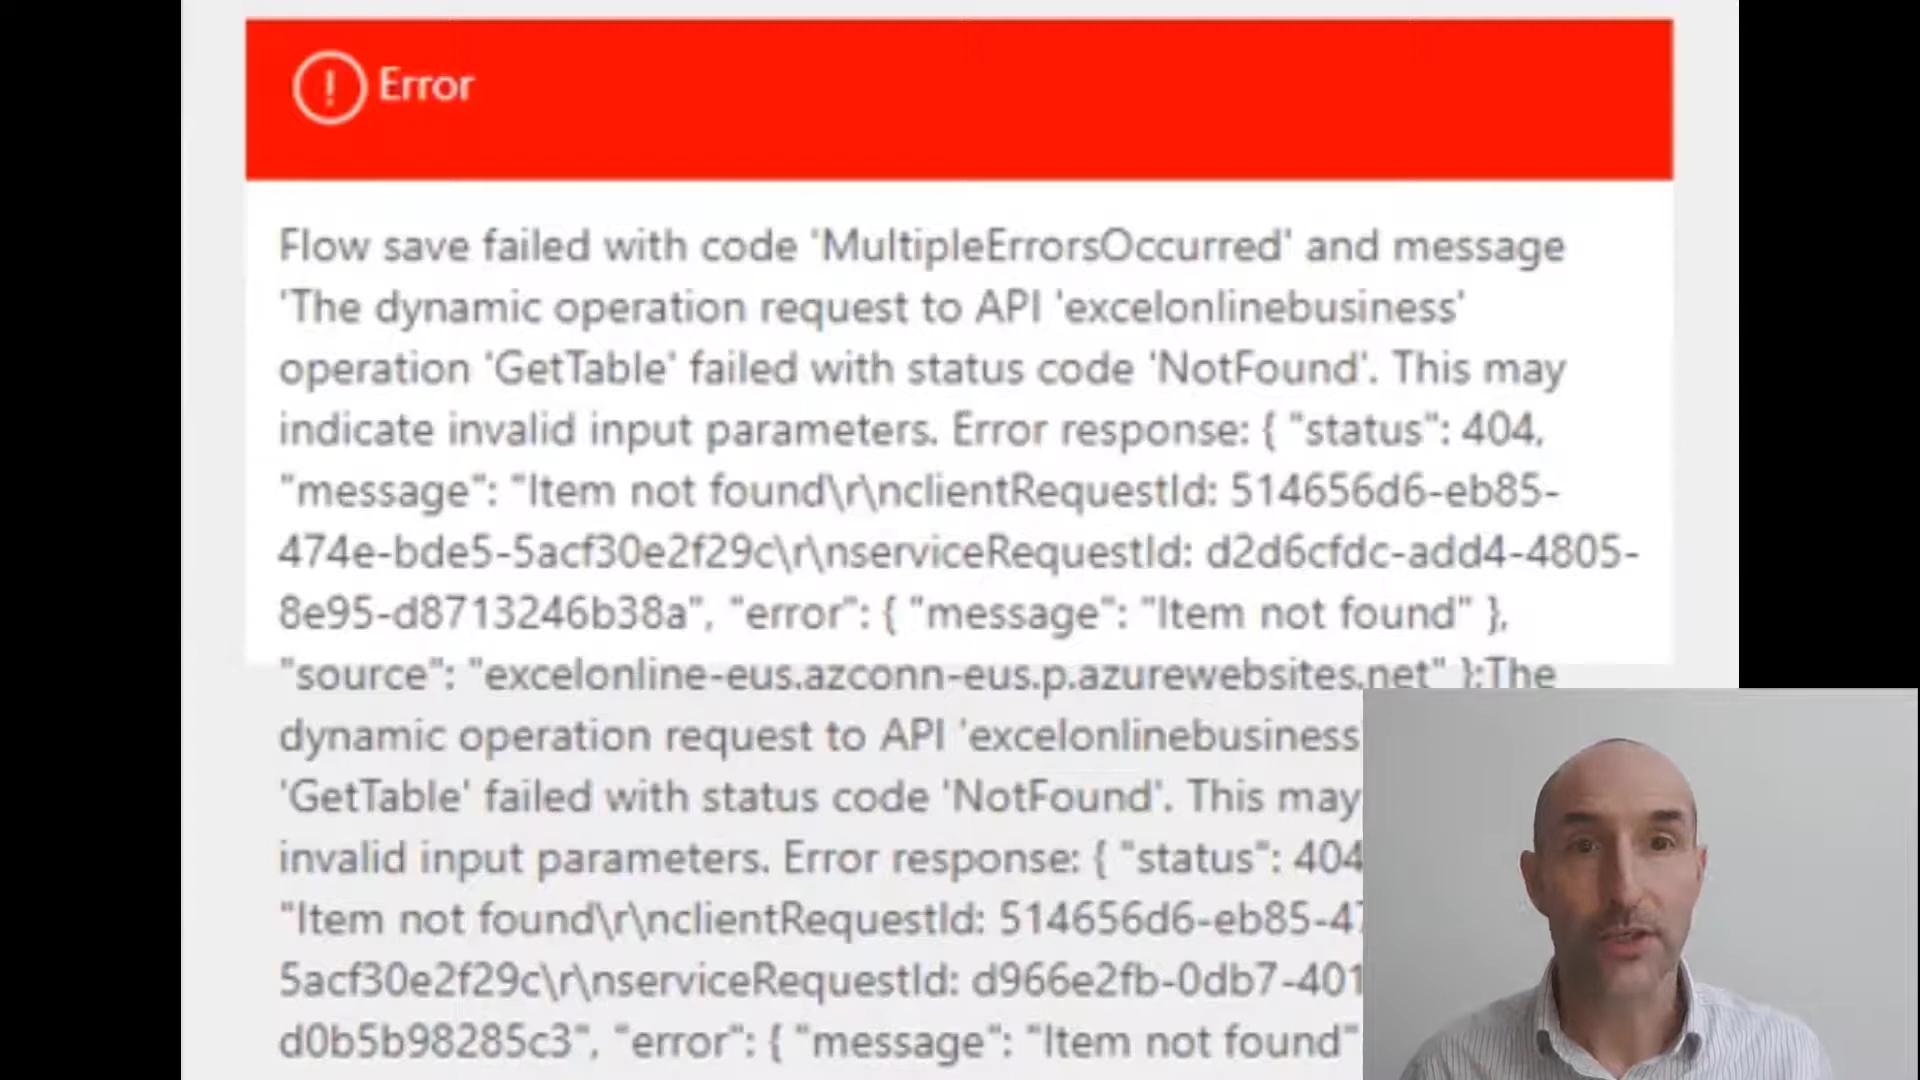 Error
Flow save failed with code 'MultipleErrorsOccurred' and message
'The dynamic operation request to API 'excelonlinebusiness'
operation 'GetTable' failed with status code 'NotFound'. This may
indicate invalid input parameters. Error response: { "status": 404,
"message": "Item not found\r\nclientRequestId: 514656d6-eb85-
474e-bde5-5acf30e2f29c\r\nserviceRequestId: d2d6cfdc-add4-4805-
8e95-d8713246b38a", "error": { "message": "Item not found" },
"source": "excelonline-eus.azconn-eus.p.azurewebsites.net" };The
dynamic operation request to API 'excelonlinebusiness'
'GetTable' failed with status code 'NotFound'. This may
invalid input parameters. Error response: { "status": 404
"Item not found\r\nclientRequestId: 514656d6-eb85-47
5acf30e2f29c\r\nserviceRequestId: d966e2fb-0db7-401
d0b5b98285c3", "error": { "message": "Item not found"